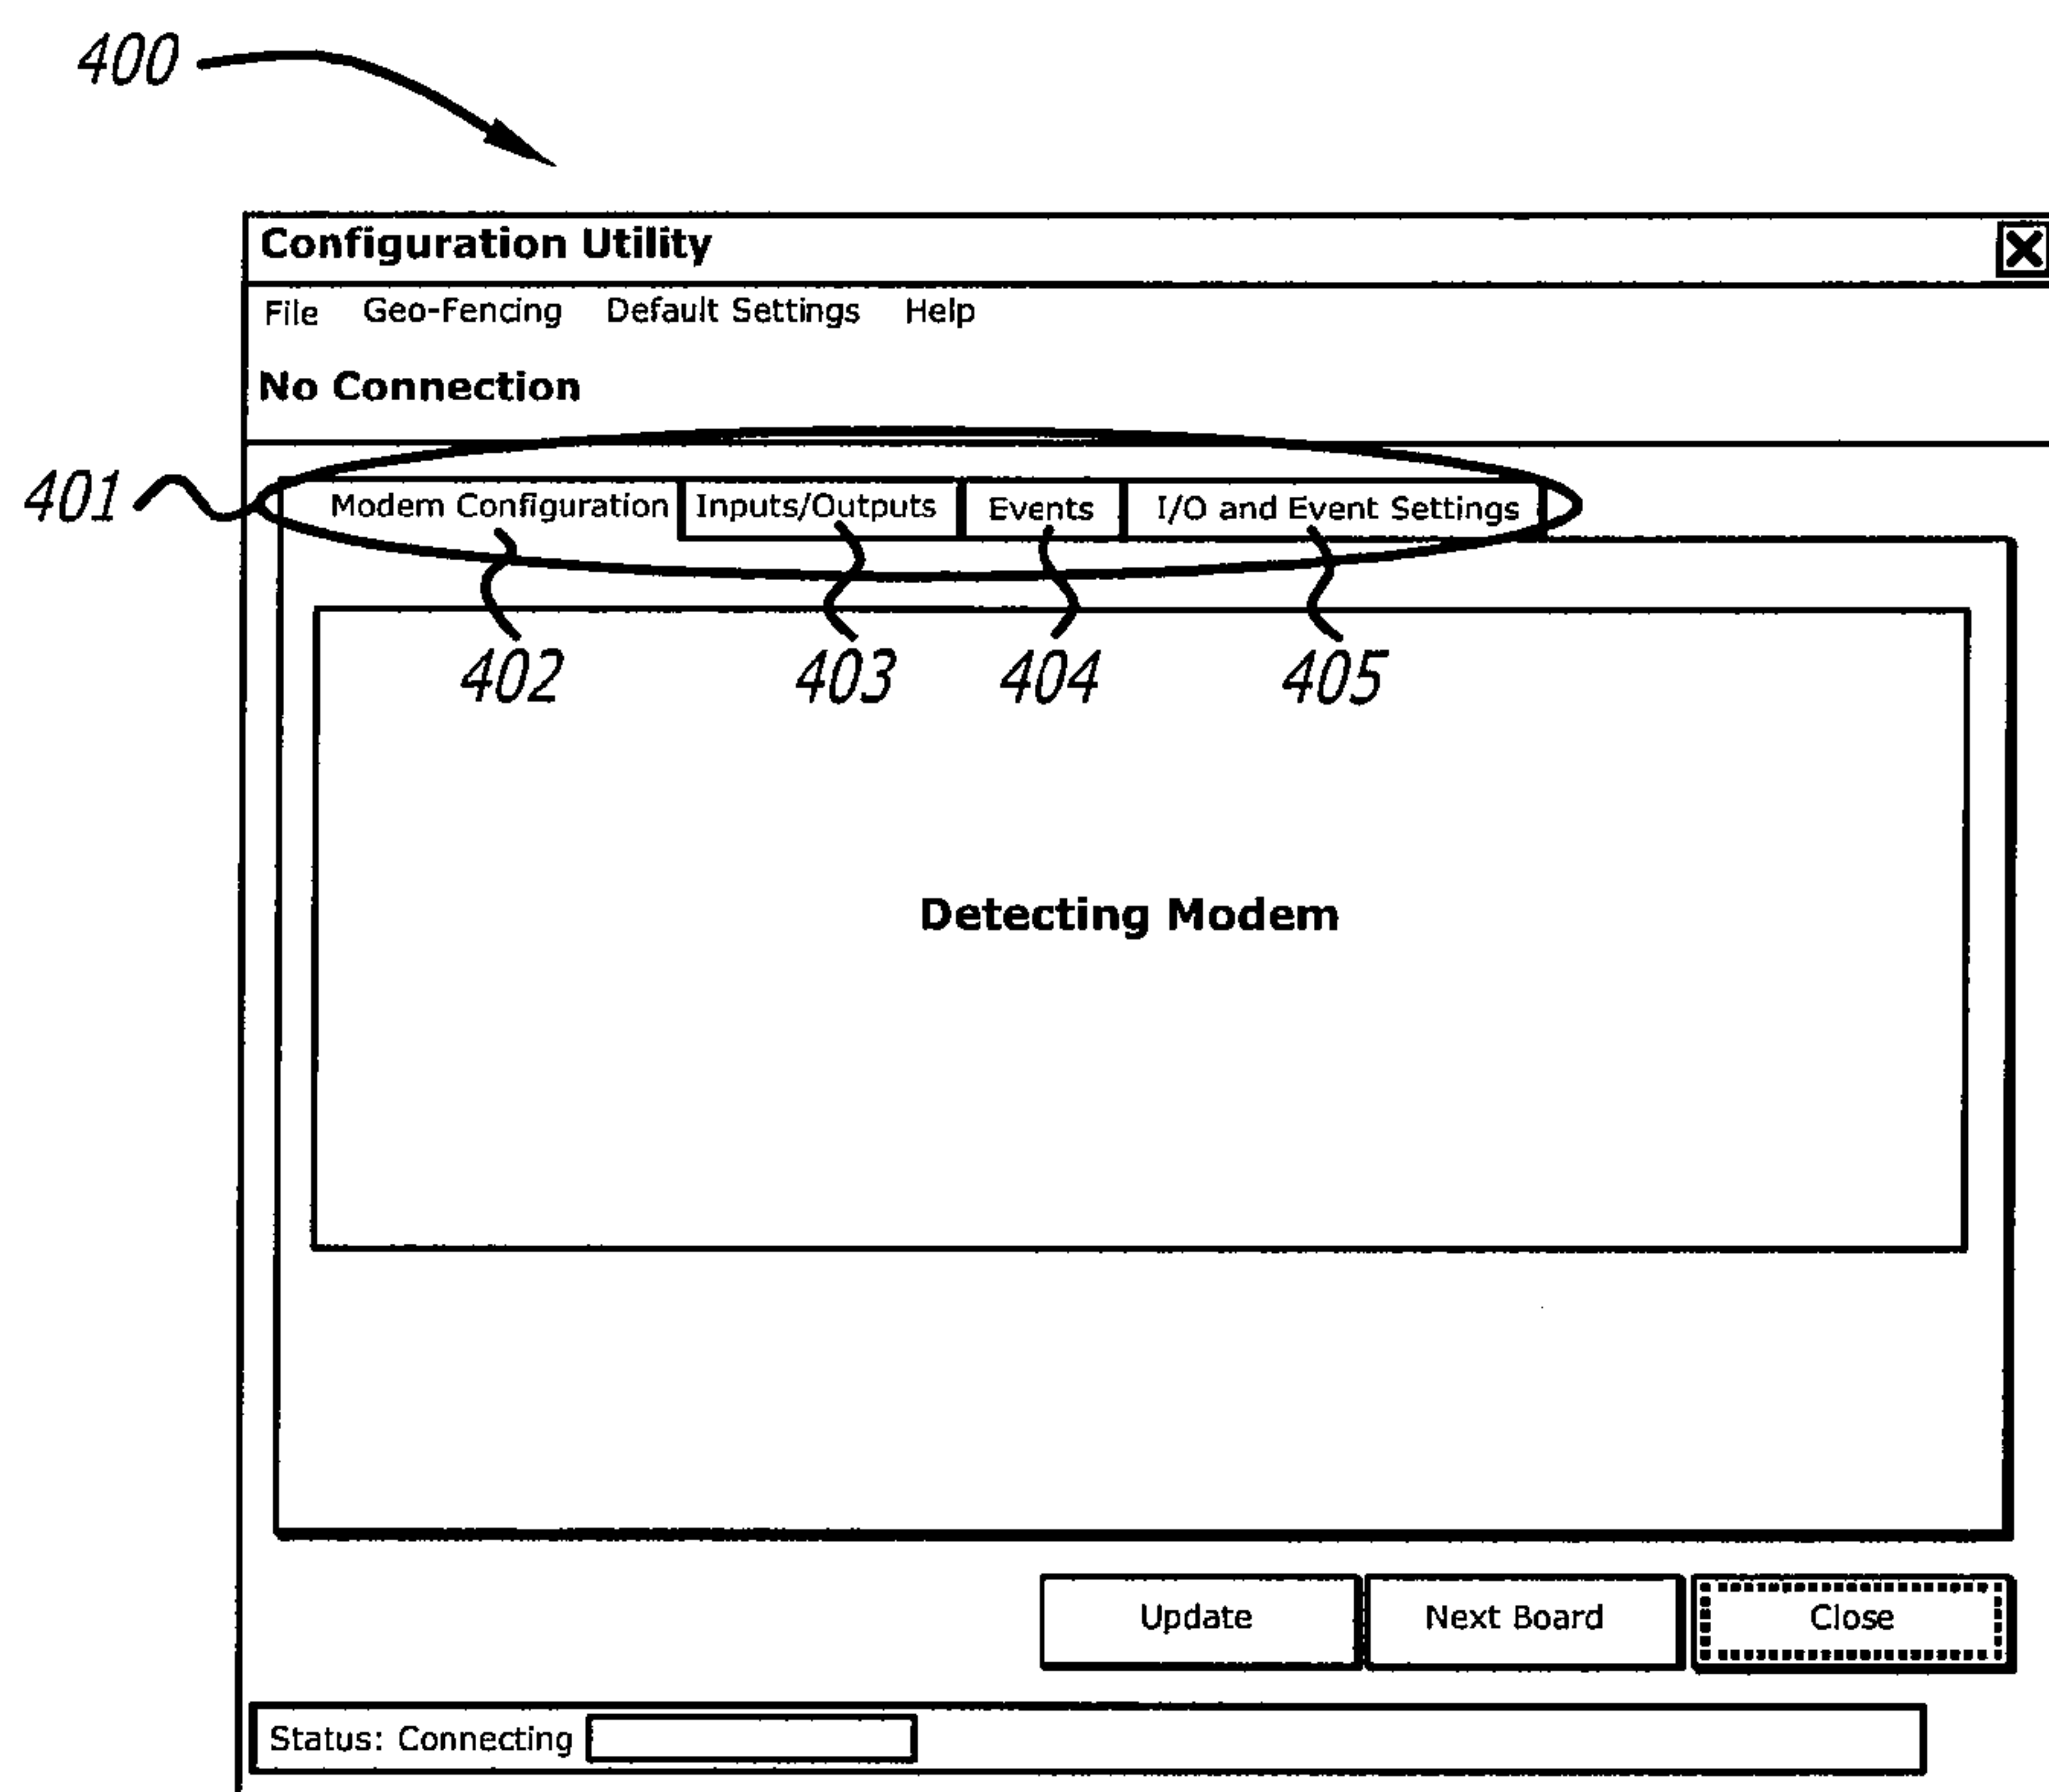 400
Configuration Utility
File Geo-Fencing Default Settings Help
No Connection
401 Modem Configuration Inputs/Outputs Events I/O and Event Settings
402 403 404 405
Detecting Modem
Update Next Board Close
Status: Connecting